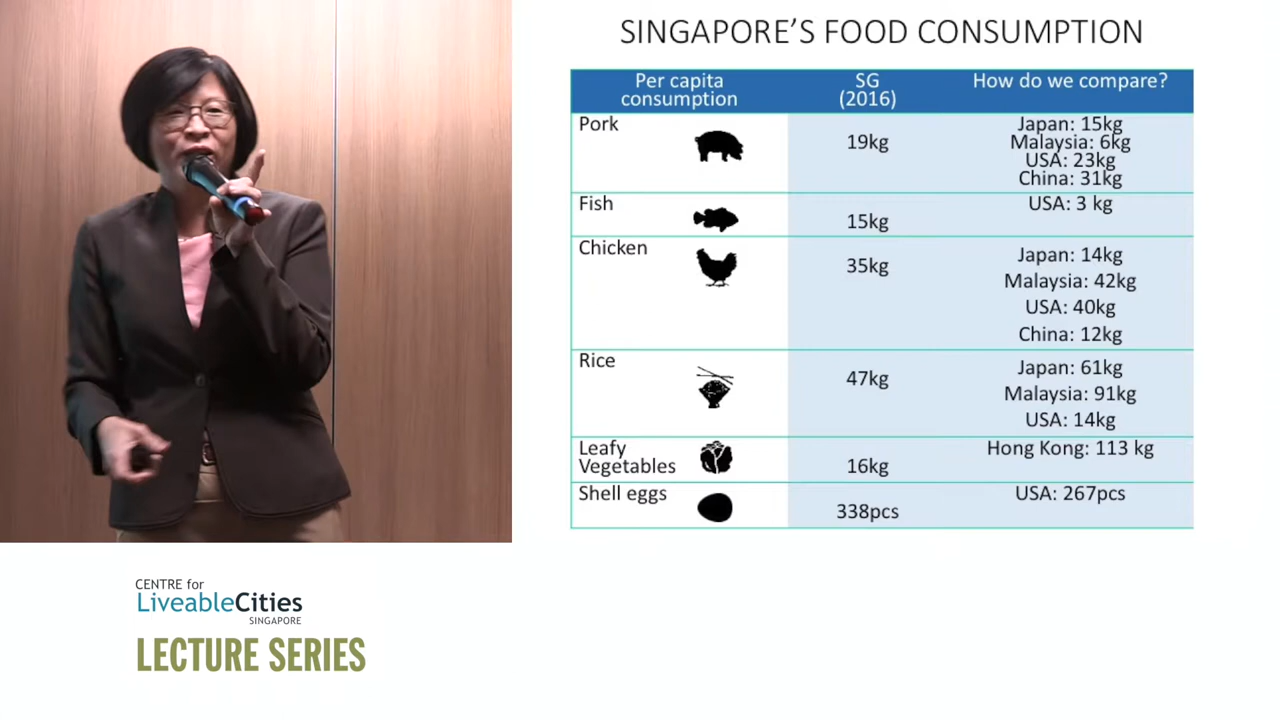 SINGAPORE'S FOOD CONSUMPTION
Per capita consumption SG (2016) How do we compare?
Pork 19kg Japan: 15kg
Malaysia: 6kg
USA: 23kg
China: 31kg
Fish 15kg USA: 3 kg
Chicken 35kg Japan: 14kg
Malaysia: 42kg
USA: 40kg
China: 12kg
Rice 47kg Japan: 61kg
Malaysia: 91kg
USA: 14kg
Leafy Vegetables 16kg Hong Kong: 113 kg
Shell eggs 338pcs USA: 267pcs
CENTRE for
LiveableCities
SINGAPORE
LECTURE SERIES